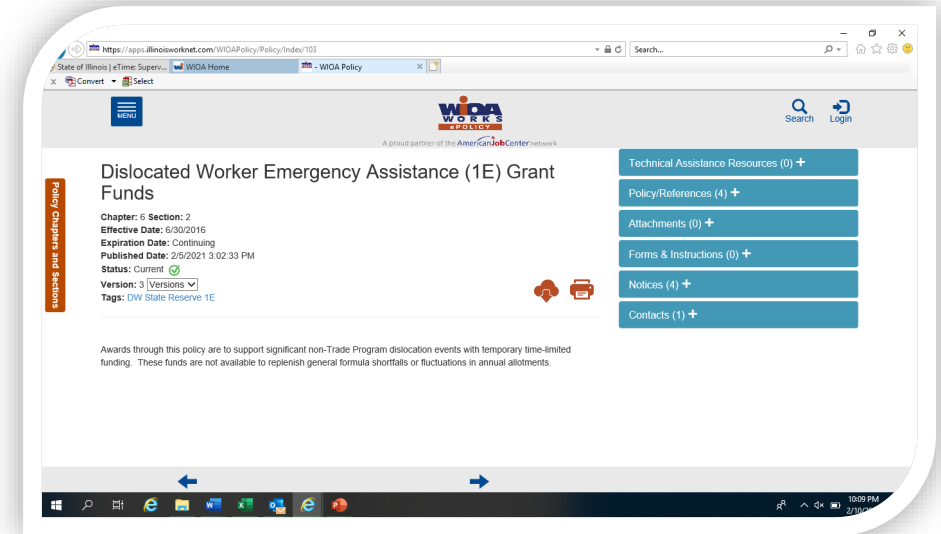 https://apps.illinoisworknet.com/WIOAPolicy/Policy/Index/103
Search...
State of Illinois | eTime: Superv...
WIOA Home
- WIOA Policy
x Convert Select
MENU
WIOA
WORKS
ePOLICY
A proud partner of the AmericanJobCenter network
Search
Login
Policy Chapters and Sections
Dislocated Worker Emergency Assistance (1E) Grant
Funds
Chapter: 6 Section: 2
Effective Date: 6/30/2016
Expiration Date: Continuing
Published Date: 2/5/2021 3:02:33 PM
Status: Current
Version: 3 Versions
Tags: DW State Reserve 1E
Awards through this policy are to support significant non-Trade Program dislocation events with temporary time-limited
funding. These funds are not available to replenish general formula shortfalls or fluctuations in annual allotments.
Technical Assistance Resources (0) +
Policy/References (4) +
Attachments (0) +
Forms & Instructions (0) +
Notices (4) +
Contacts (1) +
10:09 PM